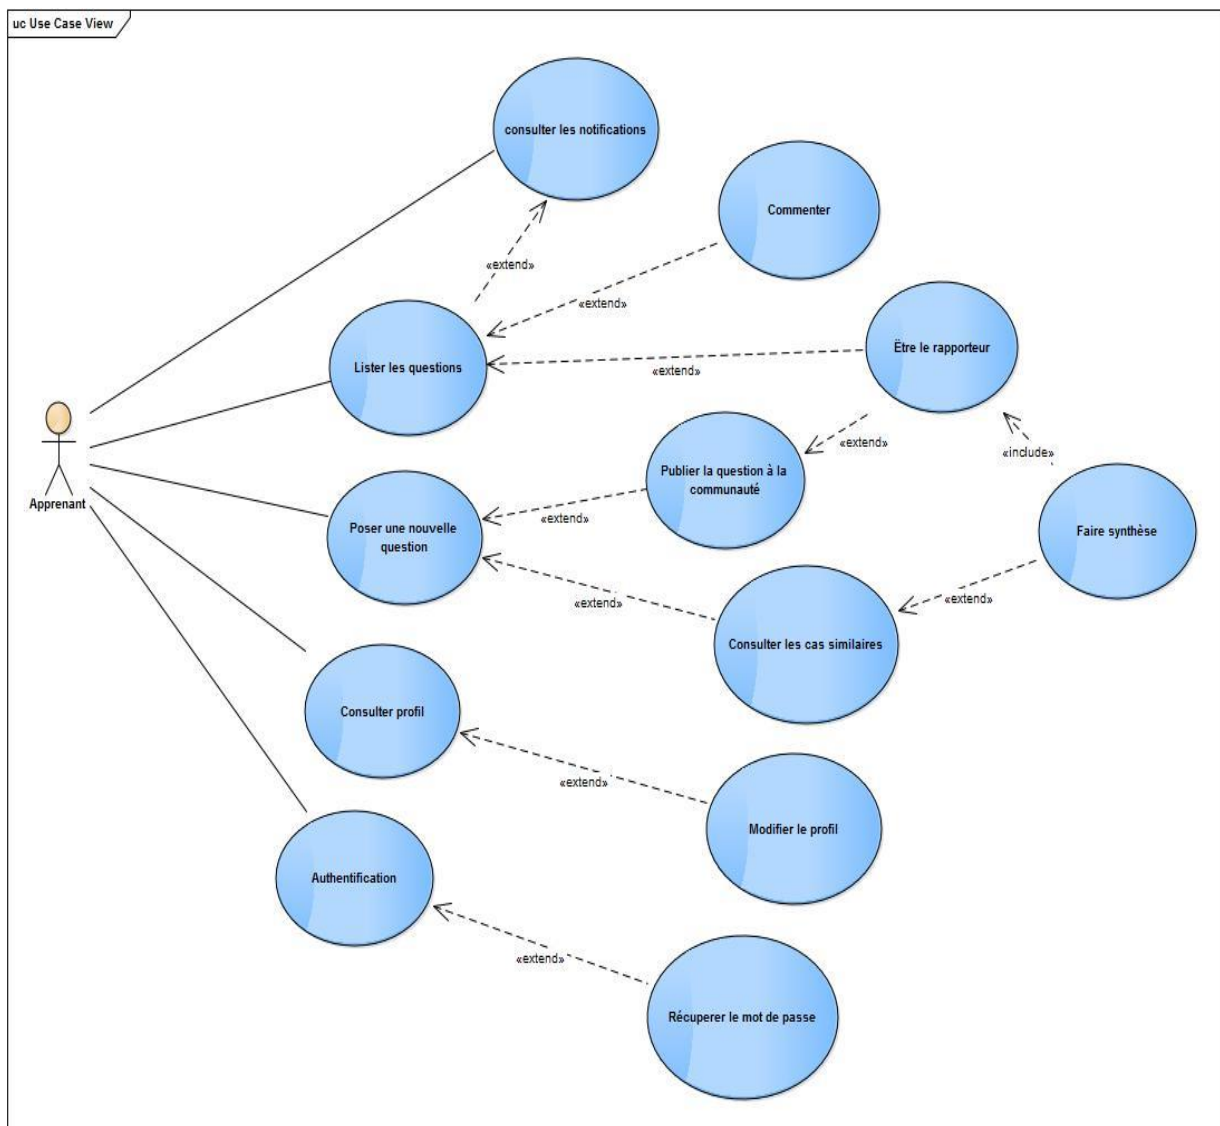 uc Use Case View
consulter les notifications
Commenter
«extend»
«extend»
Ëtre le rapporteur
Lister les questions
«extend»
«extend»
«include»
Publier la question à la
communauté
Apprenant
Poser une nouvelle
question
«extend»
Faire synthèse
«extend»
«extend»
Consulter les cas similaires
Consulter profil
«extend»
Modifier le profil
Authentification
«extend»
Récuperer le mot de passe